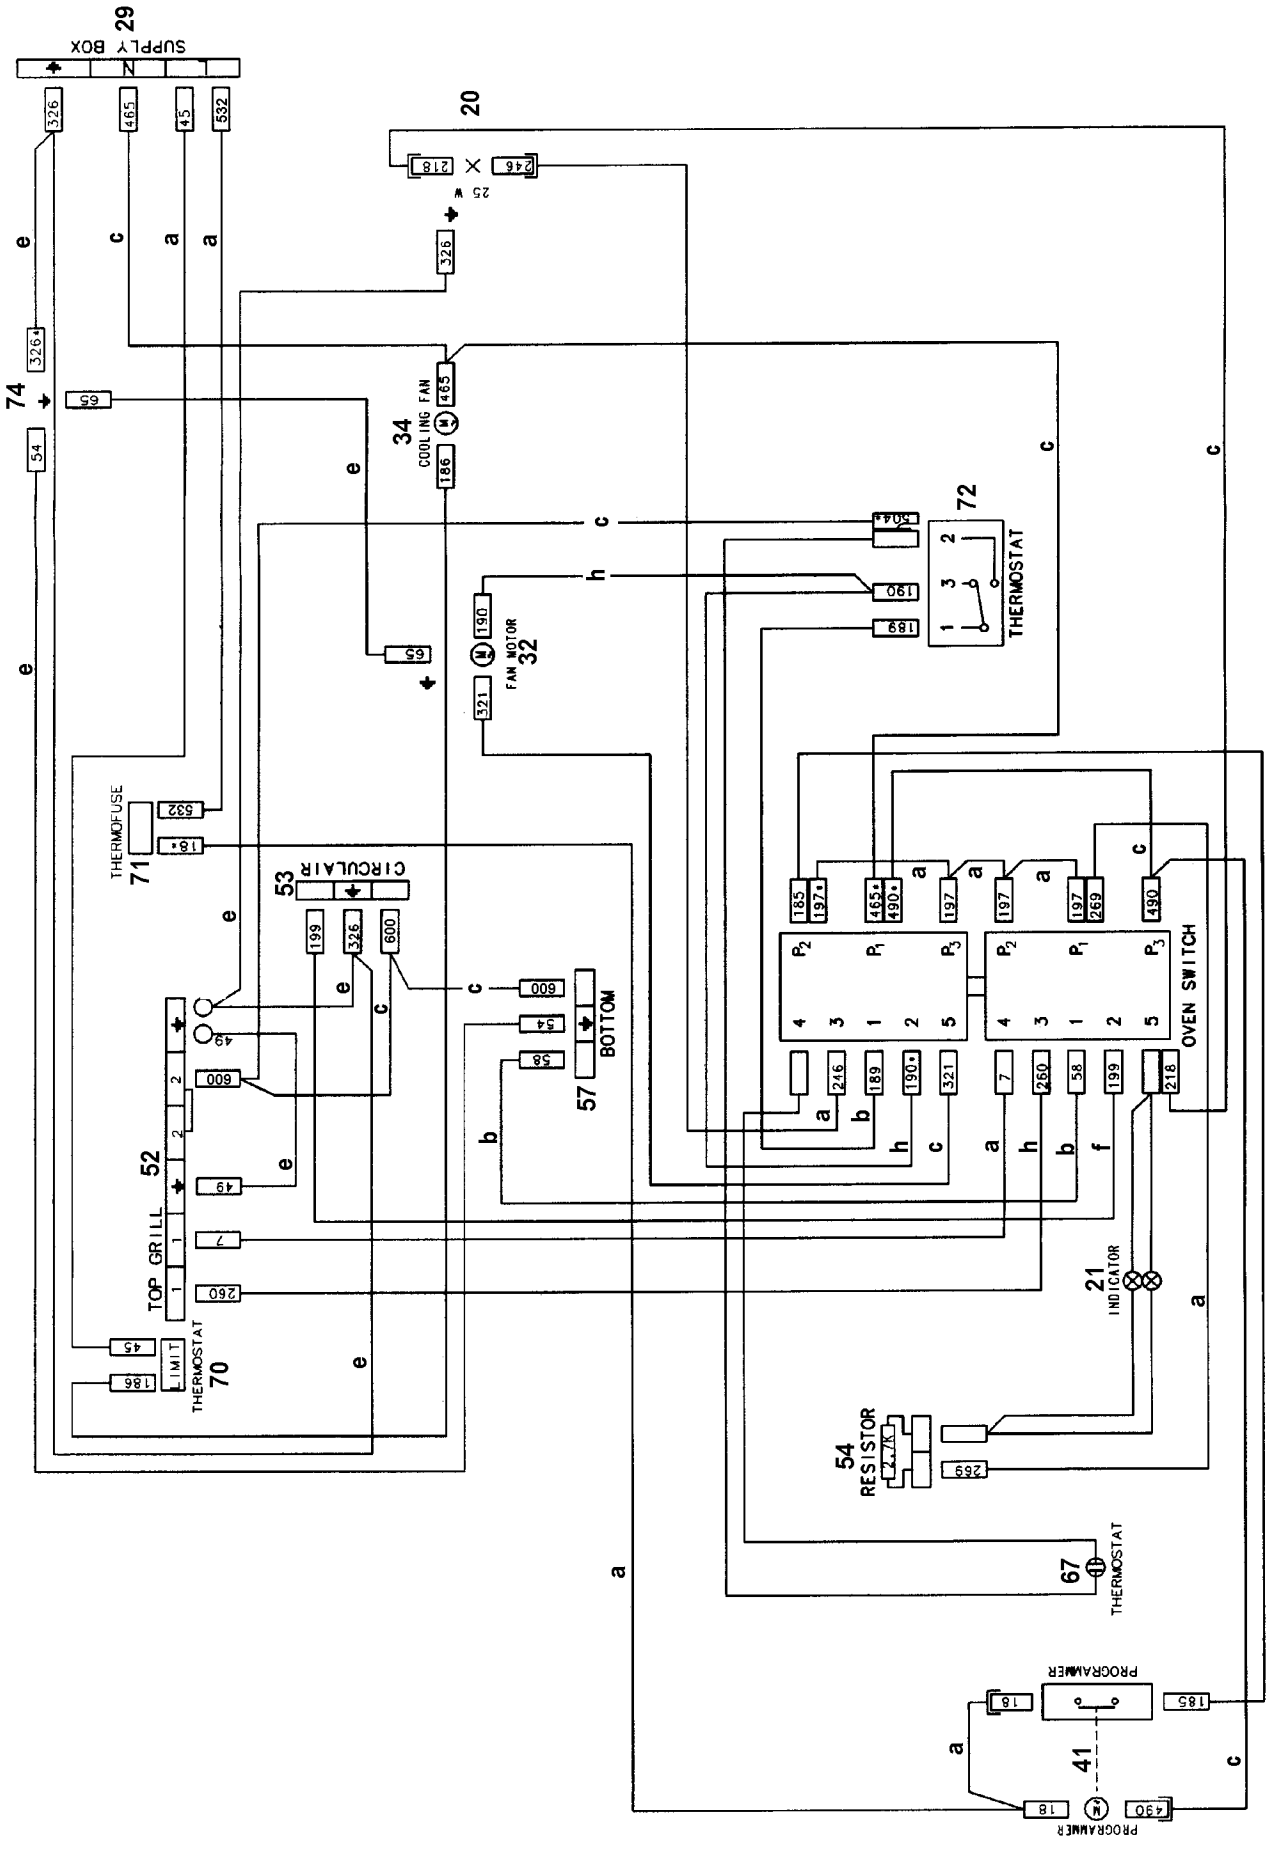 29
SUPPLY BOX
N
L
326
465
45
532
20
218
246
25 W
e
c
a
a
326
326*
74
65
54
34
COOLING FAN
465
M
186
e
c
c
c
504*
72
2
3
1
THERMOSTAT
h
190
190
189
65
M
FAN MOTOR
32
321
e
THERMOFUSE
71
532
18*
53
CIRCULAIR
199
326
600
e
e
c
c
600
54
58
BOTTOM
57
b
49
2
600
2
52
TOP GRILL
49
e
1
7
1
260
45
186
LIMIT
THERMOSTAT
70
e
185
197*
465*
490*
197
197
197
269
490
a
a
a
c
P2
P1
P3
P2
P1
P3
4
3
1
2
5
4
3
1
2
5
OVEN SWITCH
246
189
190*
321
7
260
58
199
218
a
b
h
c
a
h
b
f
21
INDICATOR
a
54
RESISTOR
2.7K
269
67
THERMOSTAT
a
PROGRAMMER
18
185
a
41
c
18
M
490
PROGRAMMER